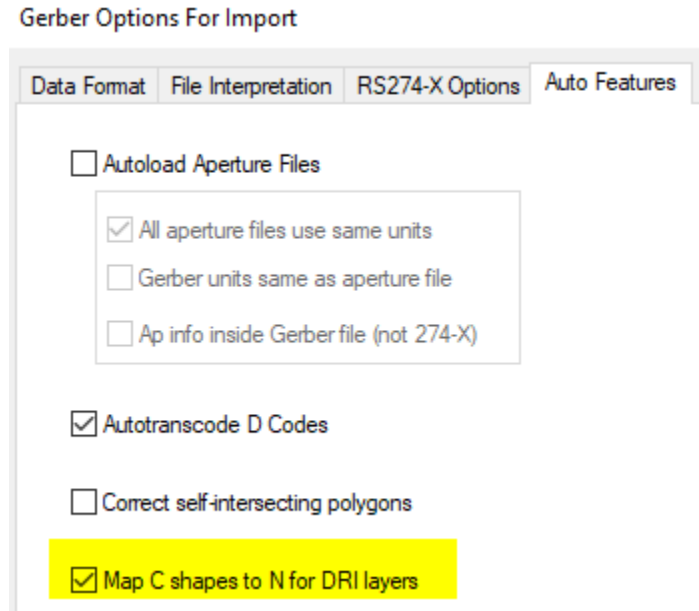 Gerber Options For Import
Data Format File Interpretation RS274-X Options Auto Features
Autoload Aperture Files
All aperture files use same units
Gerber units same as aperture file
Ap info inside Gerber file (not 274-X)
Autotranscode D Codes
Correct self-intersecting polygons
Map C shapes to N for DRI layers